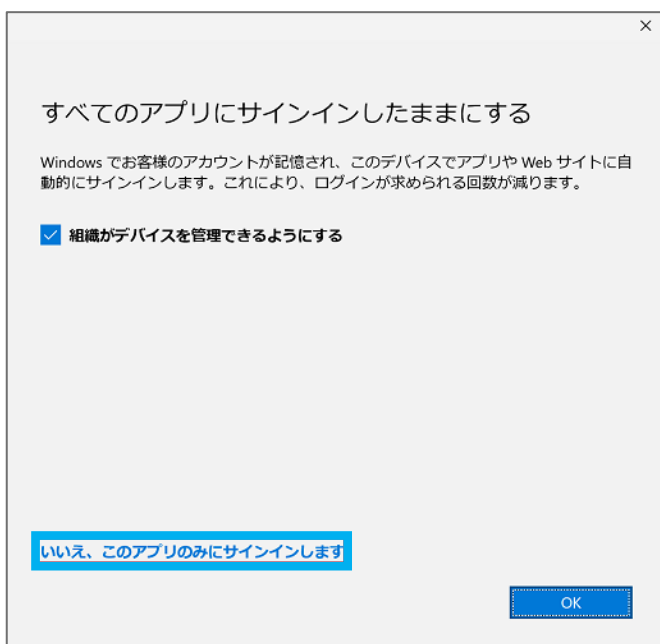 すべてのアプリにサインインしたままにする
Windows でお客様のアカウントが記憶され、このデバイスでアプリや Web サイトに自
動的にサインインします。これにより、ログインが求められる回数が減ります。
組織がデバイスを管理できるようにする
いいえ、このアプリのみにサインインします
OK